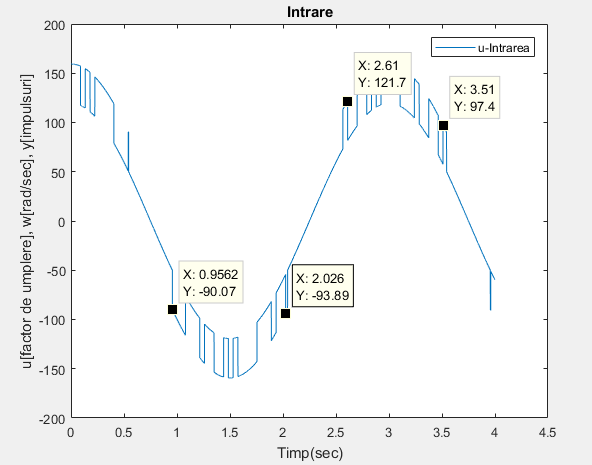 Intrare
u[factor de umplere], w[rad/sec], y[impulsuri]
200
150
100
50
0
-50
-100
-150
-200
u-Intrarea
X: 2.61
Y: 121.7
X: 3.51
Y: 97.4
X: 0.9562
Y: -90.07
X: 2.026
Y: -93.89
0
0.5
1
1.5
2
2.5
3
3.5
4
4.5
Timp(sec)